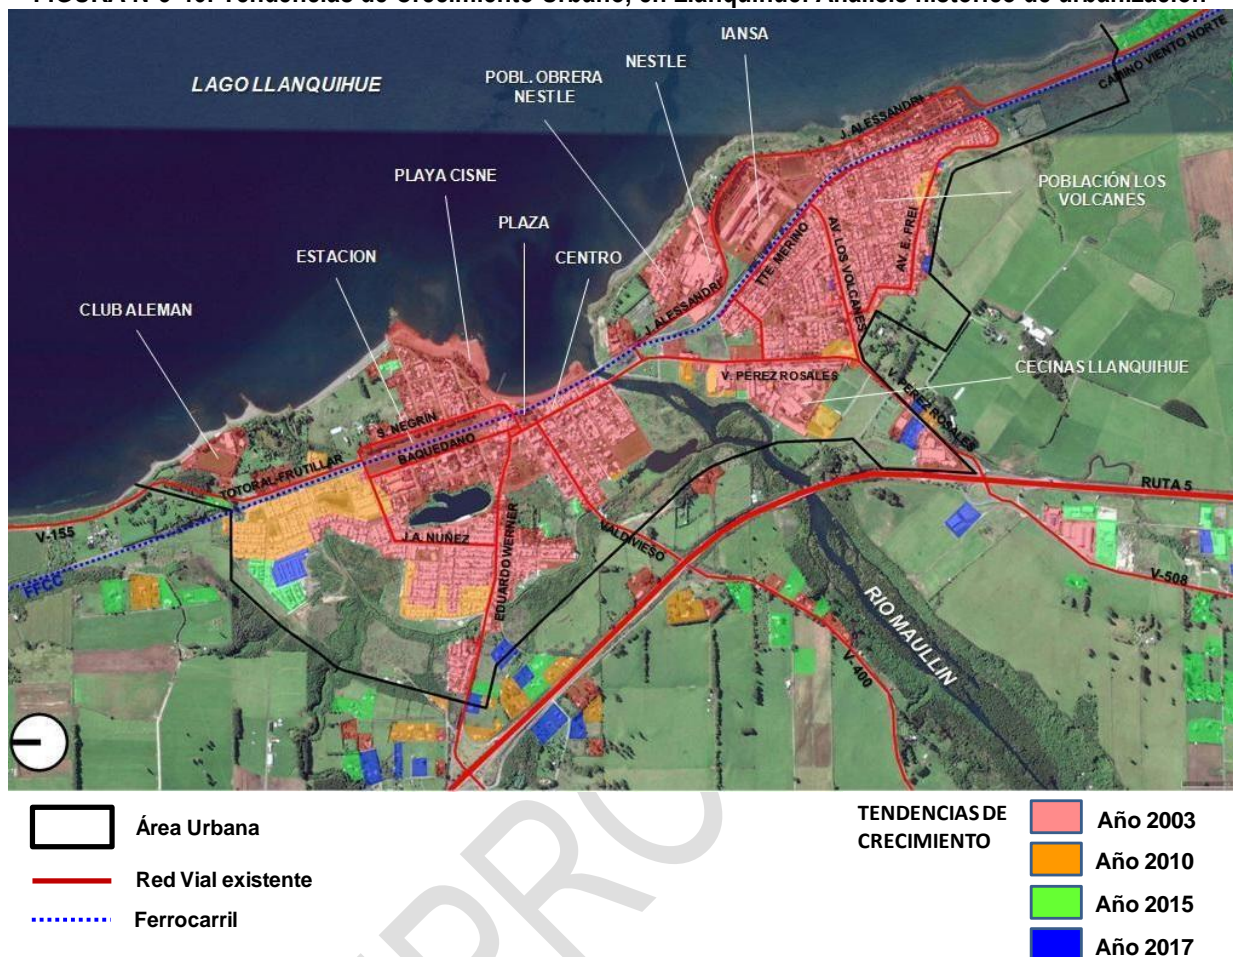 LAGO LLANQUIHUE
IANSA
NESTLE
POBL. OBRERA
NESTLE
CAMINO VIENTO NORTE
J. ALESSANDRI
PLAYA CISNE
POBLACIÓN LOS
VOLCANES
PLAZA
CENTRO
ESTACION
TTE. MERINO
AV. LOS VOLCANES
AV. E. FREI
J. ALESSANDRI
CLUB ALEMAN
V. PEREZ ROSALES
CECINAS LLANQUIHUE
V. PEREZ ROSALES
S. NEGRIN
BAQUEDANO
TOTORAL-FRUTILLAR
RUTA 5
V-155
FFCC
J.A. NUÑEZ
EDUARDO WERNER
VALDIVIESO
V-508
RIO MAULLIN
V-400
Área Urbana
Red Vial existente
Ferrocarril
TENDENCIAS DE
CRECIMIENTO
Año 2003
Año 2010
Año 2015
Año 2017